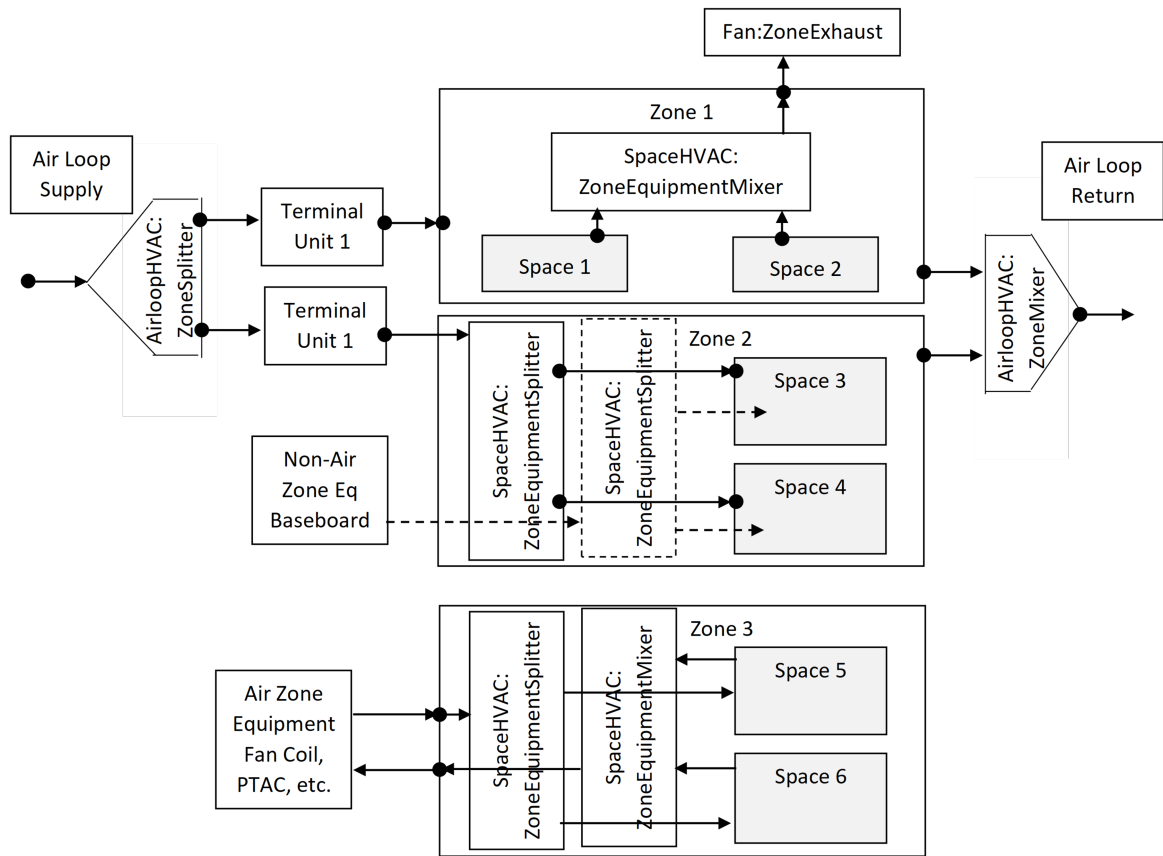 Fan:ZoneExhaust
Zone 1
Air Loop
Supply
SpaceHVAC:
ZoneEquipmentMixer
Air Loop
Return
AirloopHVAC:
ZoneSplitter
Terminal
Unit 1
Space 1
Space 2
AirloopHVAC:
ZoneMixer
Terminal
Unit 1
Zone 2
SpaceHVAC:
ZoneEquipmentSplitter
SpaceHVAC:
ZoneEquipmentSplitter
Space 3
Non-Air
Zone Eq
Baseboard
Space 4
Zone 3
SpaceHVAC:
ZoneEquipmentSplitter
SpaceHVAC:
ZoneEquipmentMixer
Space 5
Air Zone
Equipment
Fan Coil,
PTAC, etc.
Space 6